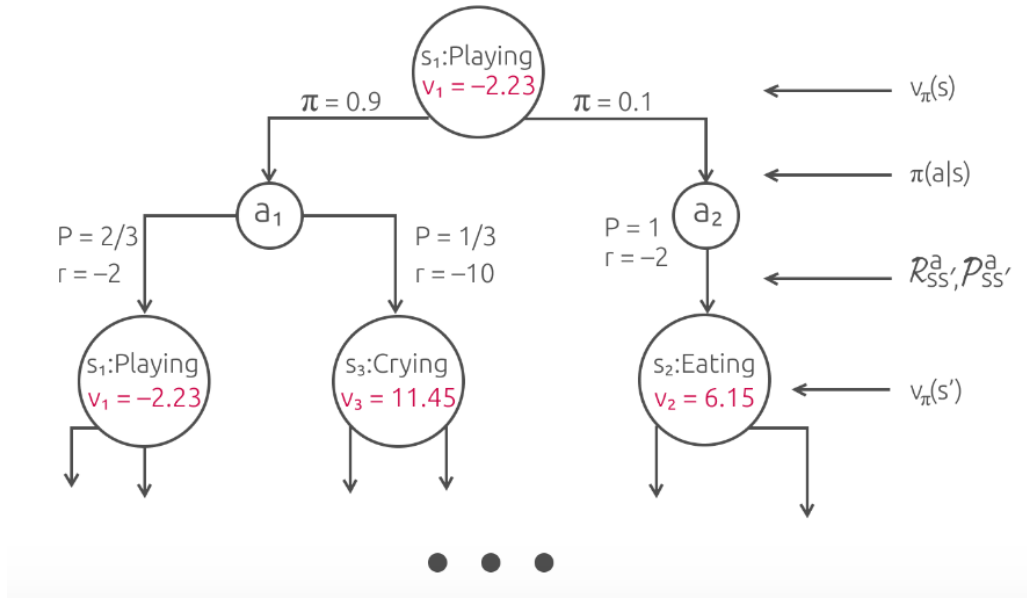 s₁:Playing
v₁ = –2.23
π = 0.9
π = 0.1
vπ(s)
π(a|s)
a₁
a₂
P = 2/3
r = –2
P = 1/3
r = –10
P = 1
r = –2
𝓡ᵃss′,𝓟ᵃss′
s₁:Playing
v₁ = –2.23
s₃:Crying
v₃ = 11.45
s₂:Eating
v₂ = 6.15
vπ(s′)